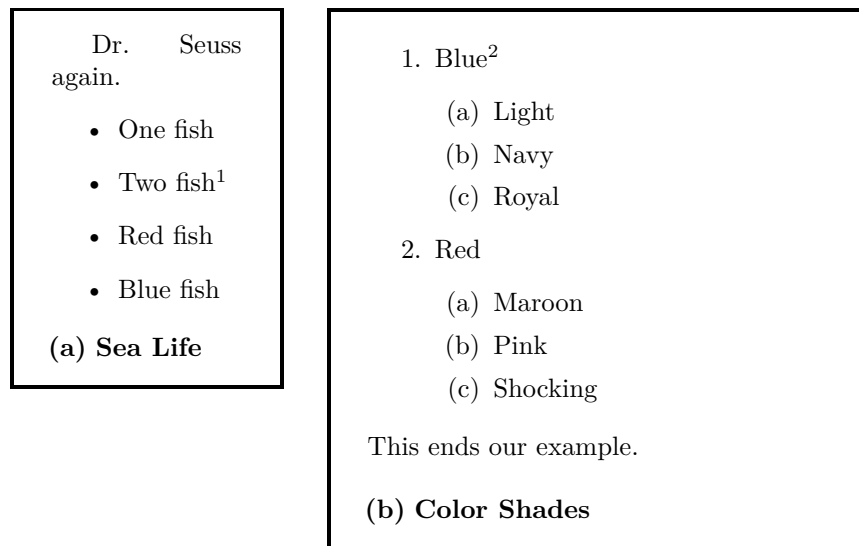 Dr. Seuss
again.
• One fish
• Two fish¹
• Red fish
• Blue fish
(a) Sea Life
1. Blue²
(a) Light
(b) Navy
(c) Royal
2. Red
(a) Maroon
(b) Pink
(c) Shocking
This ends our example.
(b) Color Shades